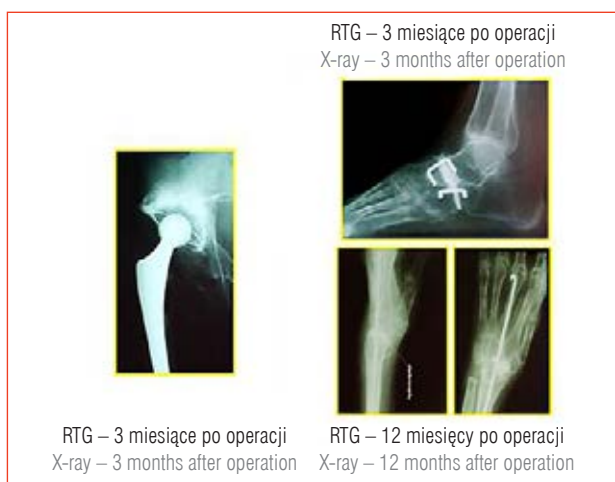 RTG – 3 miesiące po operacji
X-ray – 3 months after operation
RTG – 3 miesiące po operacji
X-ray – 3 months after operation
RTG – 12 miesięcy po operacji
X-ray – 12 months after operation